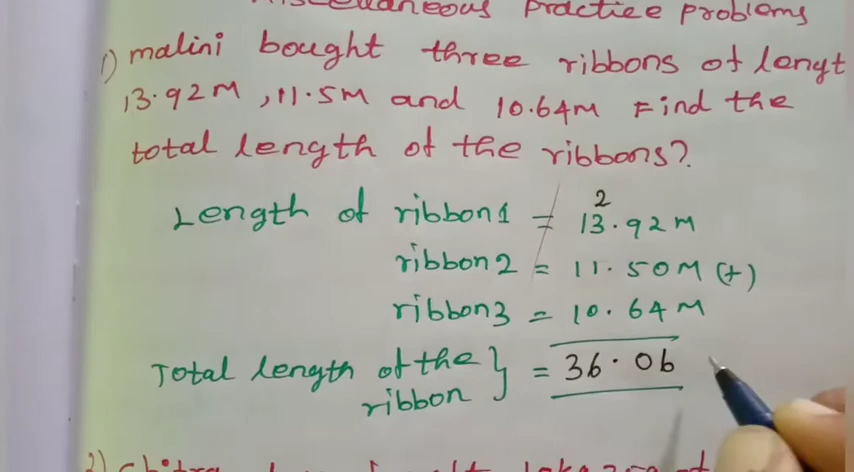 Miscellaneous Practice problems
1) malini bought three ribbons of lengt
13.92M, 11.5M and 10.64M Find the
total length of the ribbons?
2
Length of ribbon1 = 13.92M
ribbon2 = 11.50M (+)
ribbon3 = 10.64M
Total length of the } = 36.06
ribbon
2)